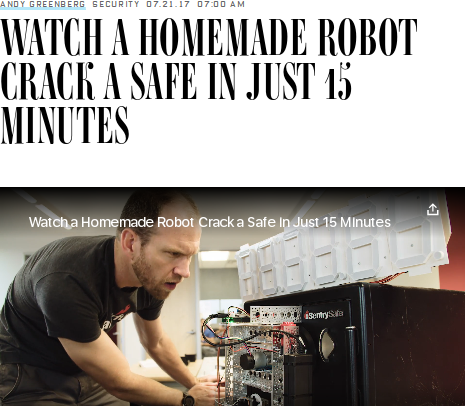 ANDY GREENBERG SECURITY 07.21.17 07:00 AM
WATCH A HOMEMADE ROBOT
CRACK A SAFE IN JUST 15
MINUTES
Watch a Homemade Robot Crack a Safe In Just 15 Minutes
SentrySafe